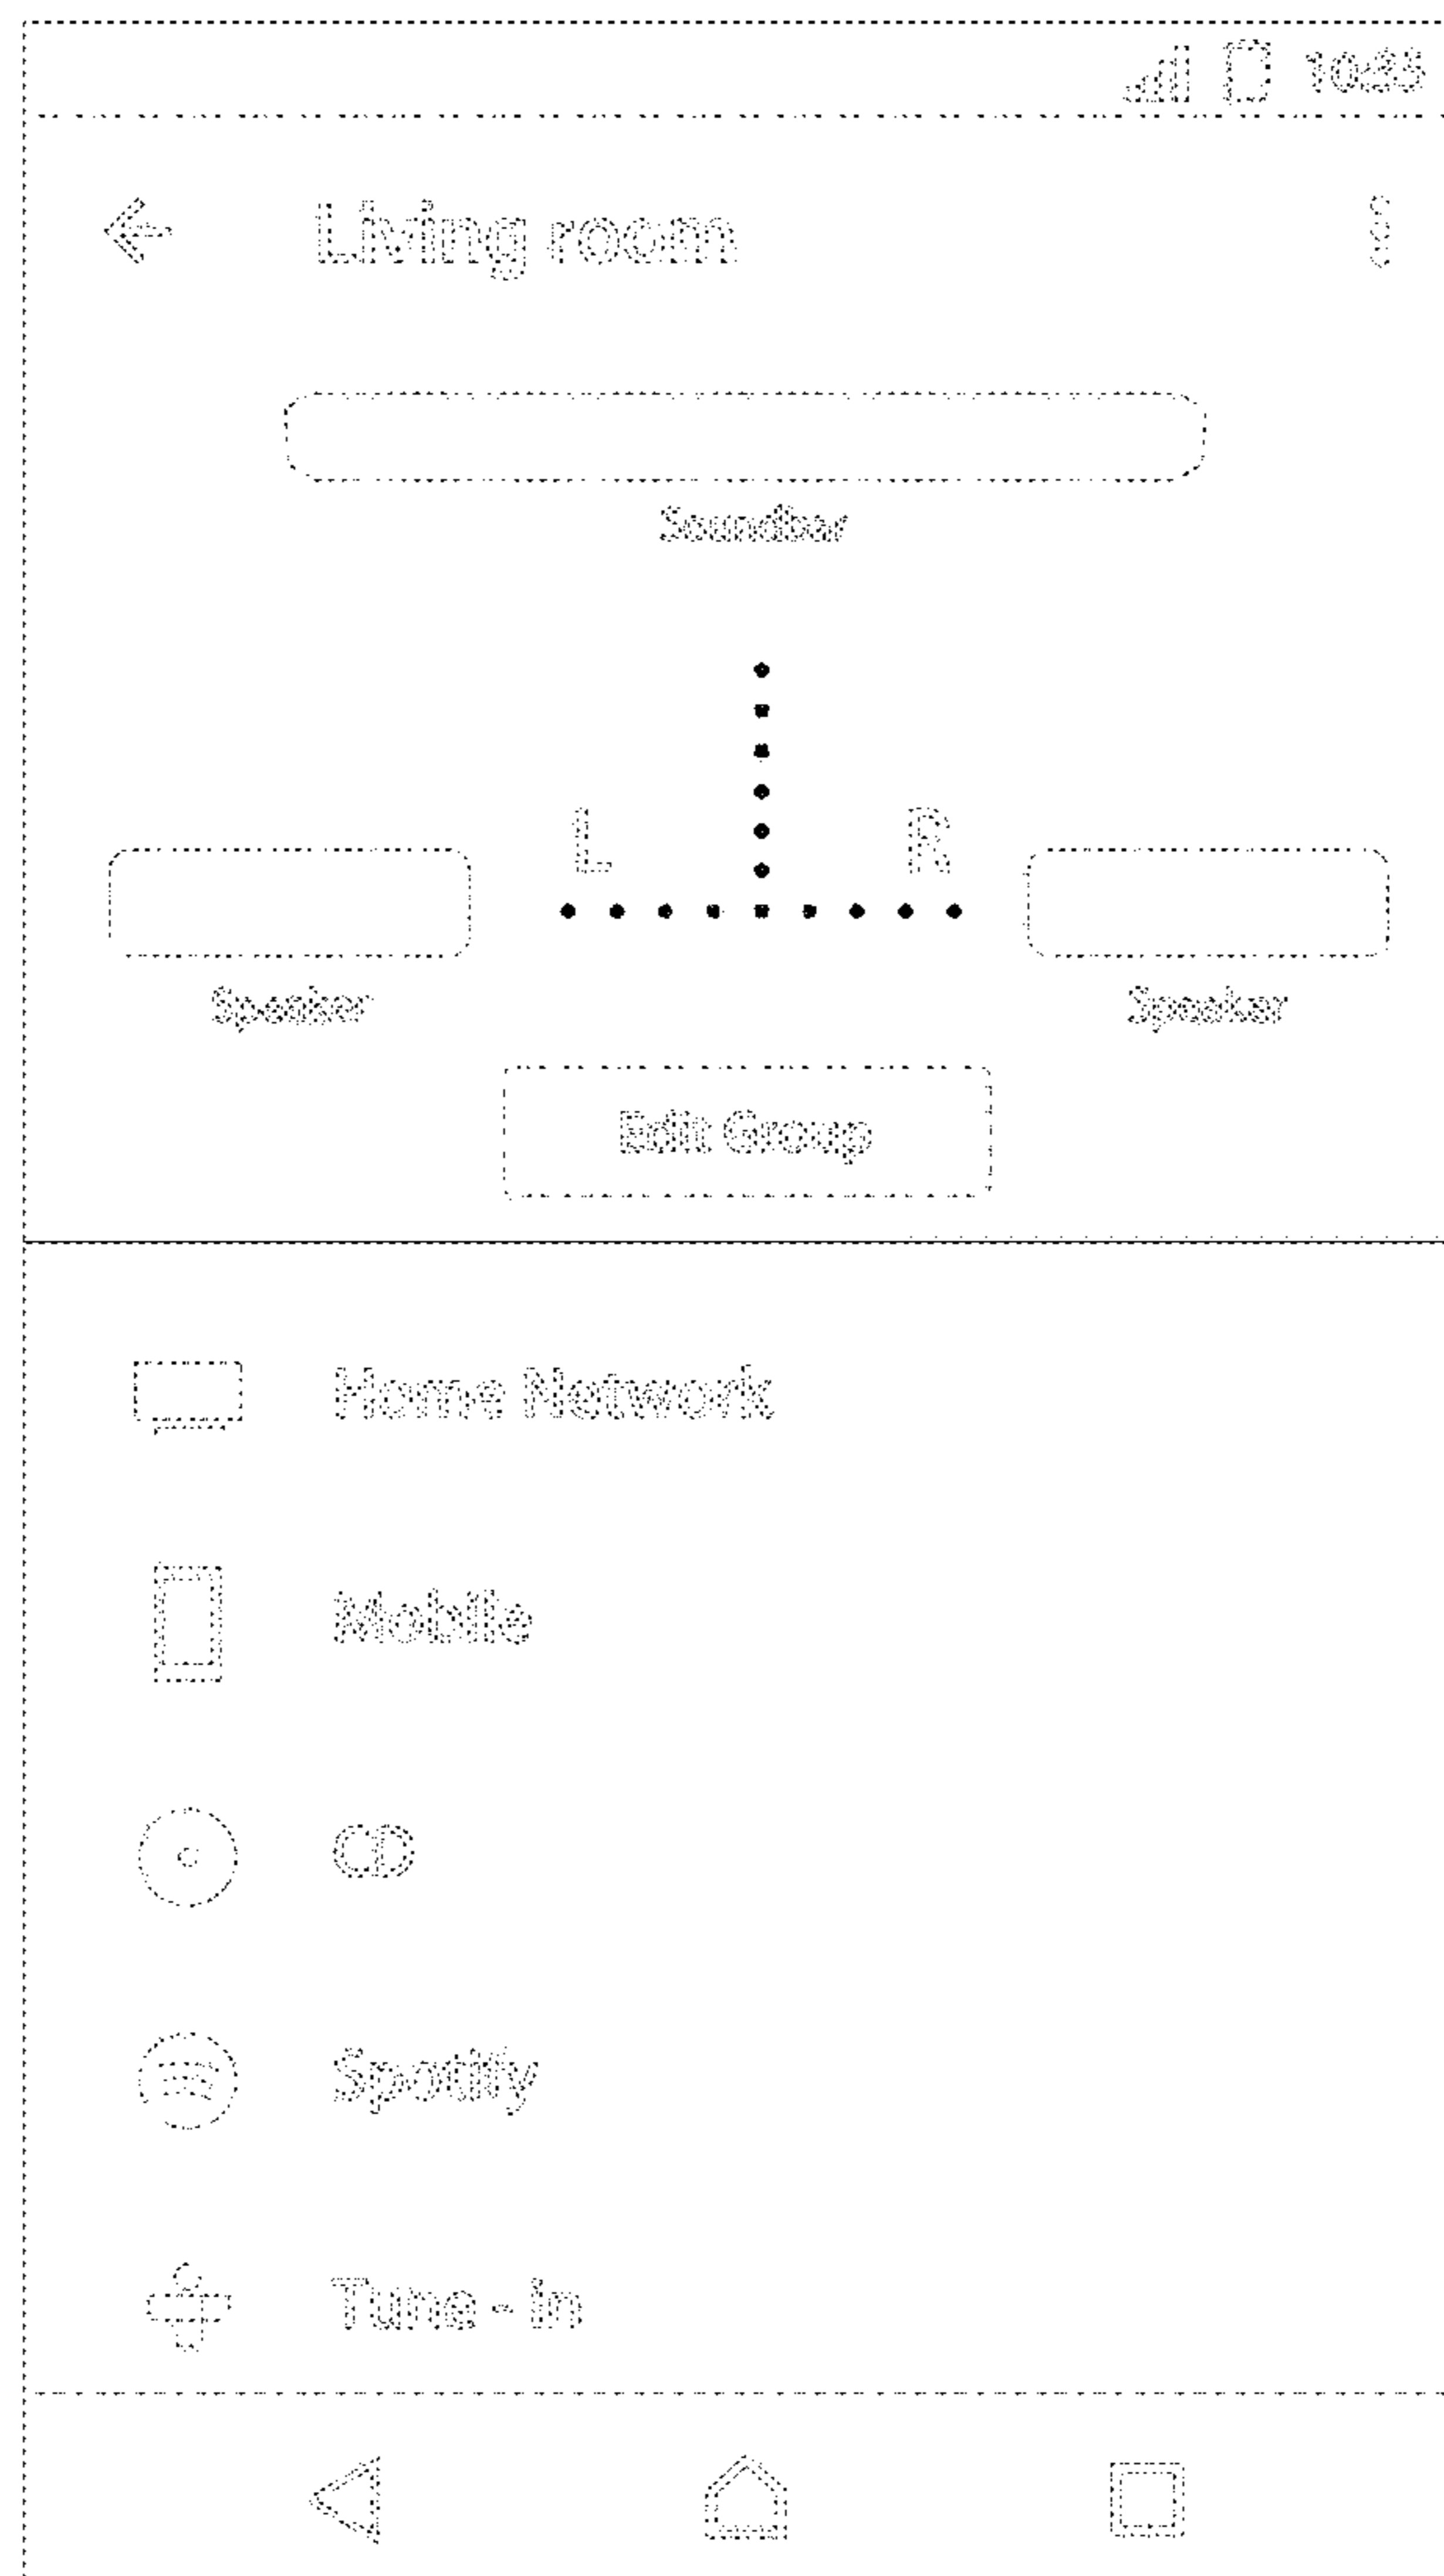 10:35
Living room
Soundbar
L R
Speaker Speaker
Edit Group
Home Network
Mobile
CD
Spotify
Tune - In